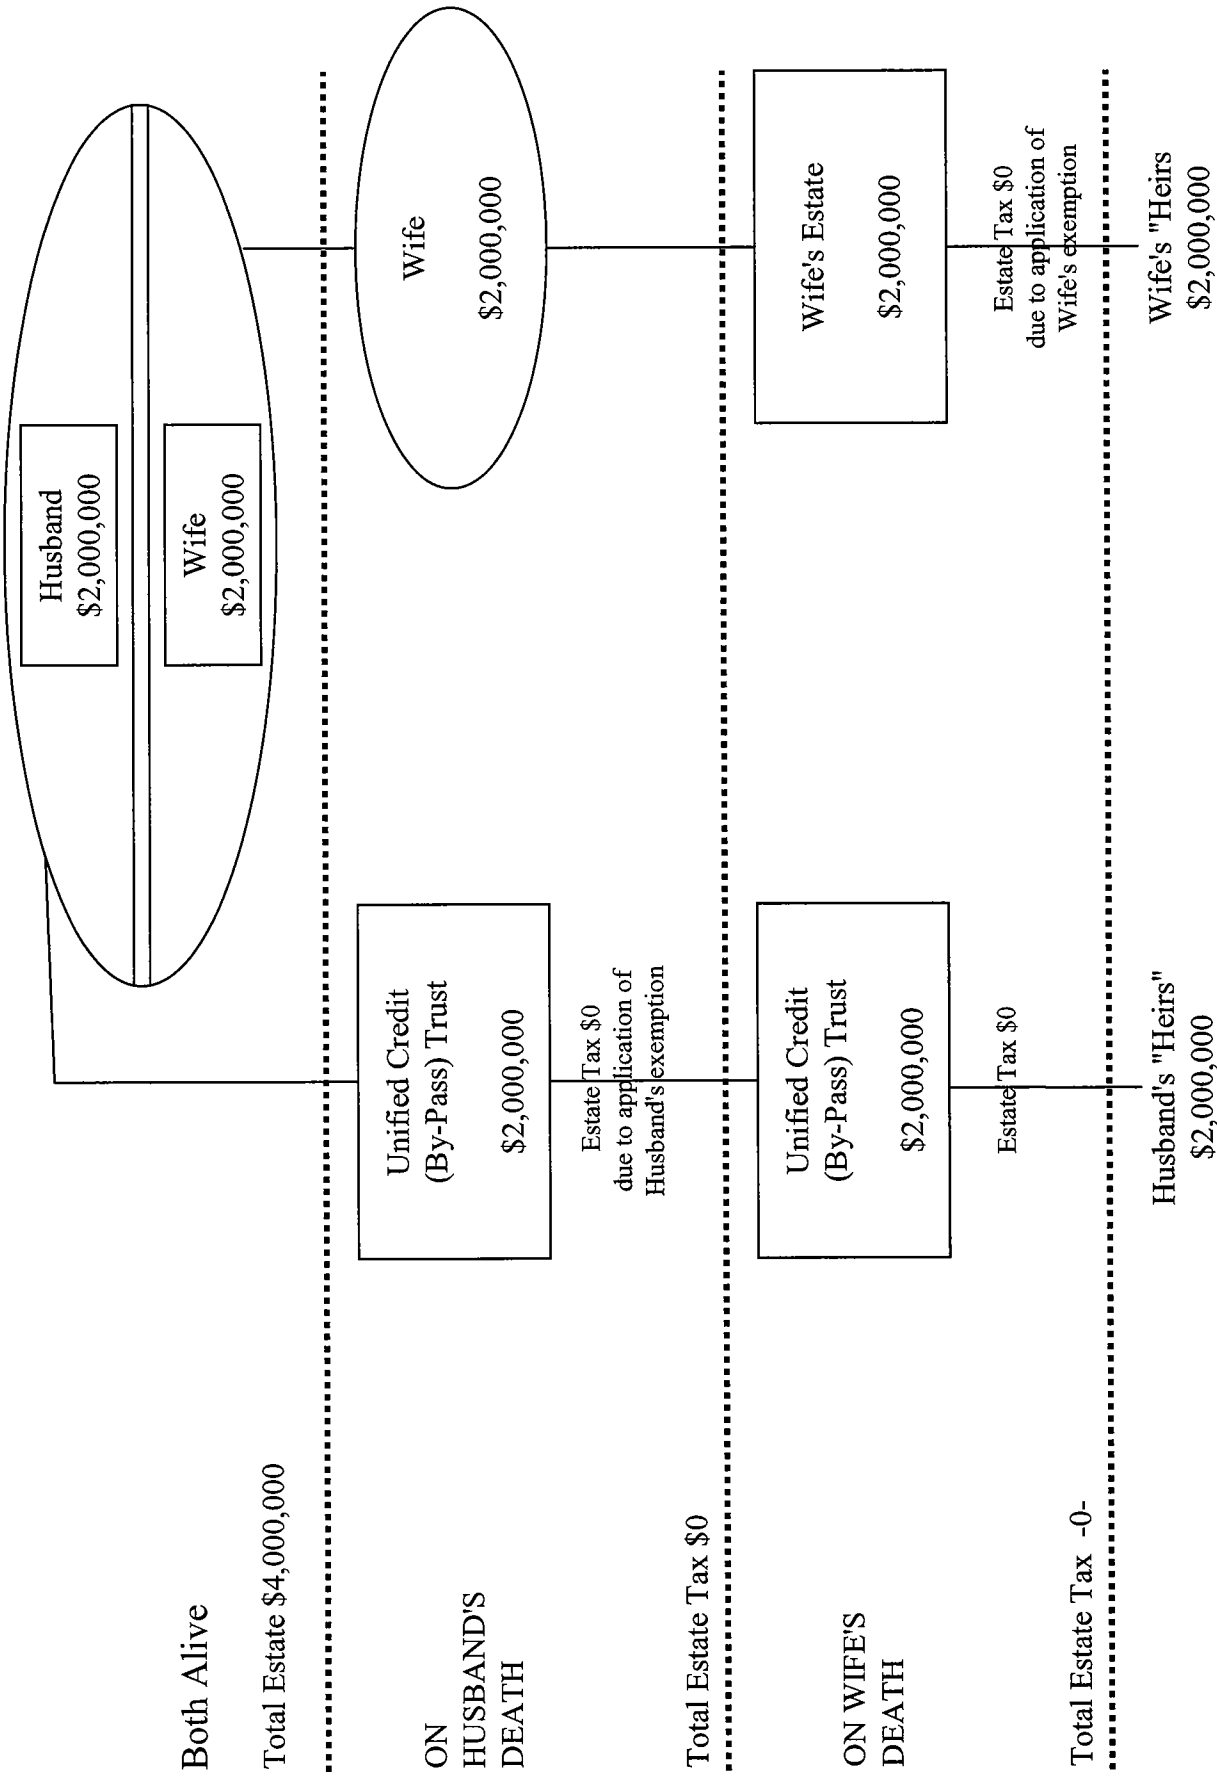 Both Alive
Total Estate $4,000,000
Husband
$2,000,000
Wife
$2,000,000
ON
HUSBAND'S
DEATH
Unified Credit
(By-Pass) Trust
$2,000,000
Wife
$2,000,000
Estate Tax $0
due to application of
Husband's exemption
Total Estate Tax $0
ON WIFE'S
DEATH
Unified Credit
(By-Pass) Trust
$2,000,000
Wife's Estate
$2,000,000
Estate Tax $0
Estate Tax $0
due to application of
Wife's exemption
Total Estate Tax -0-
Husband's "Heirs"
$2,000,000
Wife's "Heirs
$2,000,000